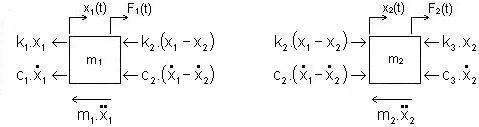 x₁(t) F₁(t) x₂(t) F₂(t)
k₁.x₁ k₂.(x₁ − x₂) k₂.(x₁ − x₂) k₃.x₂
m₁ m₂
c₁.ẋ₁ c₂.(ẋ₁ − ẋ₂) c₂.(ẋ₁ − ẋ₂) c₃.ẋ₂
m₁.ẍ₁ m₂.ẍ₂